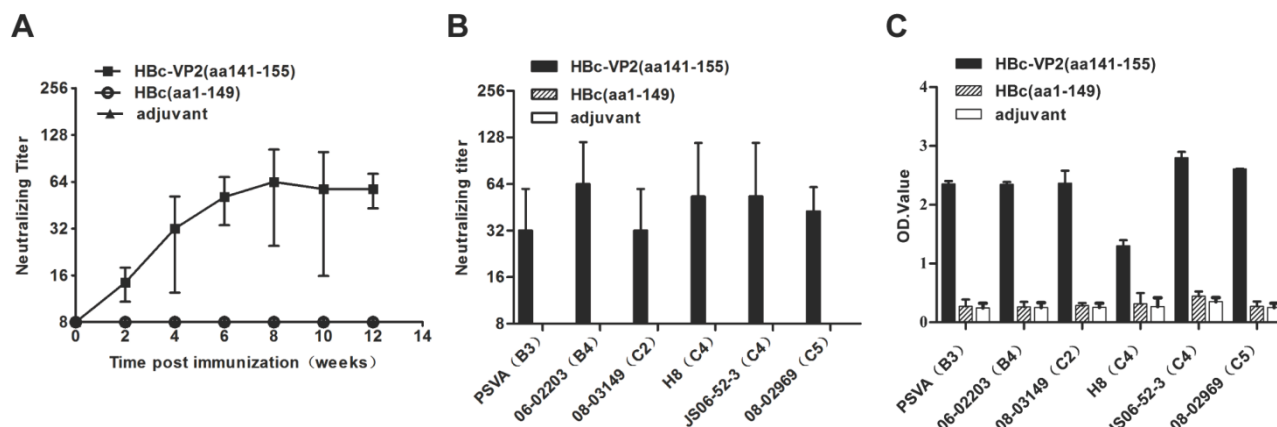 A
HBc-VP2(aa141-155)
HBc(aa1-149)
adjuvant
256
128
64
32
16
8
Neutralizing Titer
0 2 4 6 8 10 12 14
Time post immunization（weeks）
B
HBc-VP2(aa141-155)
HBc(aa1-149)
adjuvant
256
128
64
32
16
8
Neutralizing titer
PSVA（B3）
06-02203（B4）
08-03149（C2）
H8（C4）
JS06-52-3（C4）
08-02969（C5）
C
HBc-VP2(aa141-155)
HBc(aa1-149)
adjuvant
4
3
2
1
0
OD.Value
PSVA（B3）
06-02203（B4）
08-03149（C2）
H8（C4）
JS06-52-3（C4）
08-02969（C5）